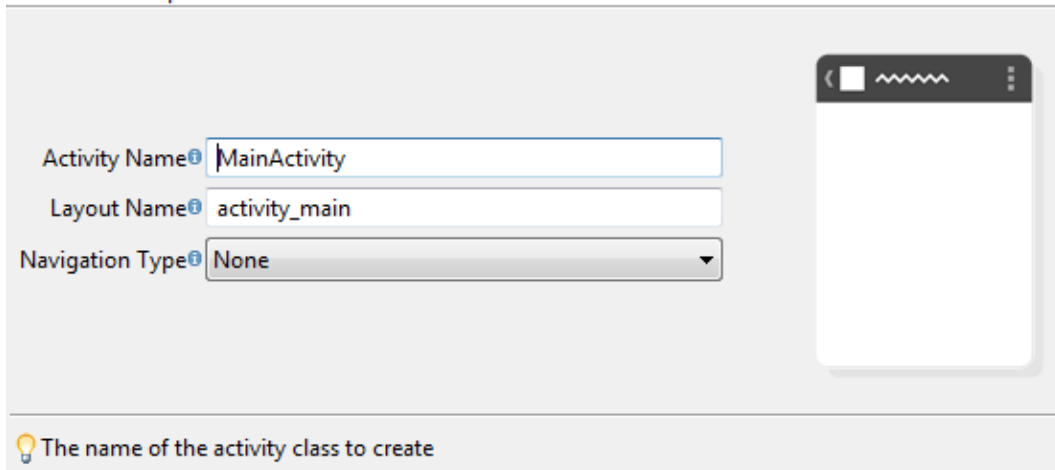 Activity Name MainActivity
Layout Name activity_main
Navigation Type None
The name of the activity class to create